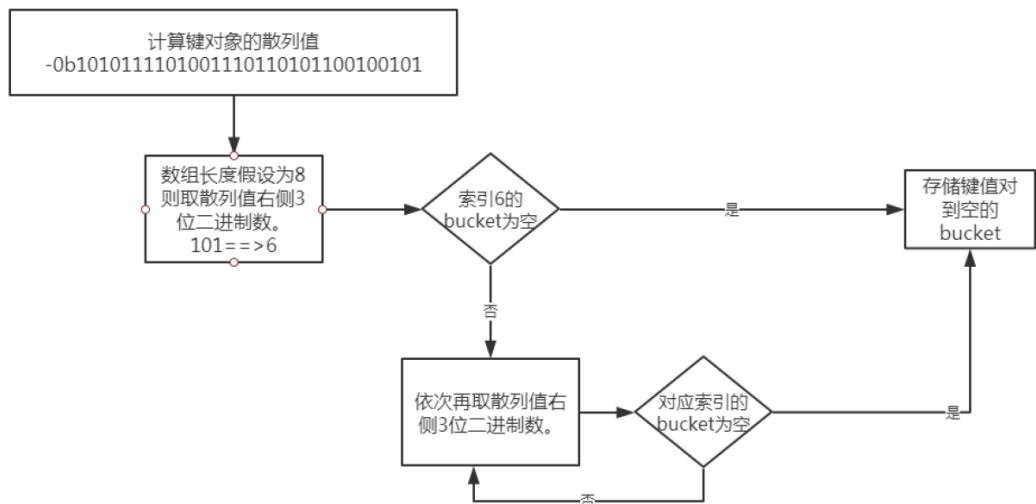 计算键对象的散列值
-0b1010111101001110110101100100101
数组长度假设为8
则取散列值右侧3
位二进制数。
101==>6
索引6的
bucket为空
是
存储键值对
到空的
bucket
否
依次再取散列值右
侧3位二进制数。
对应索引的
bucket为空
是
否